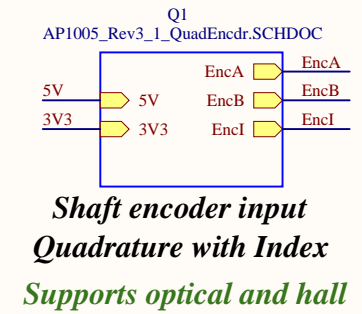 Q1
AP1005_Rev3_1_QuadEncdr.SCHDOC
EncA EncA
5V 5V EncB EncB
3V3 3V3 EncI EncI
Shaft encoder input
Quadrature with Index
Supports optical and hall